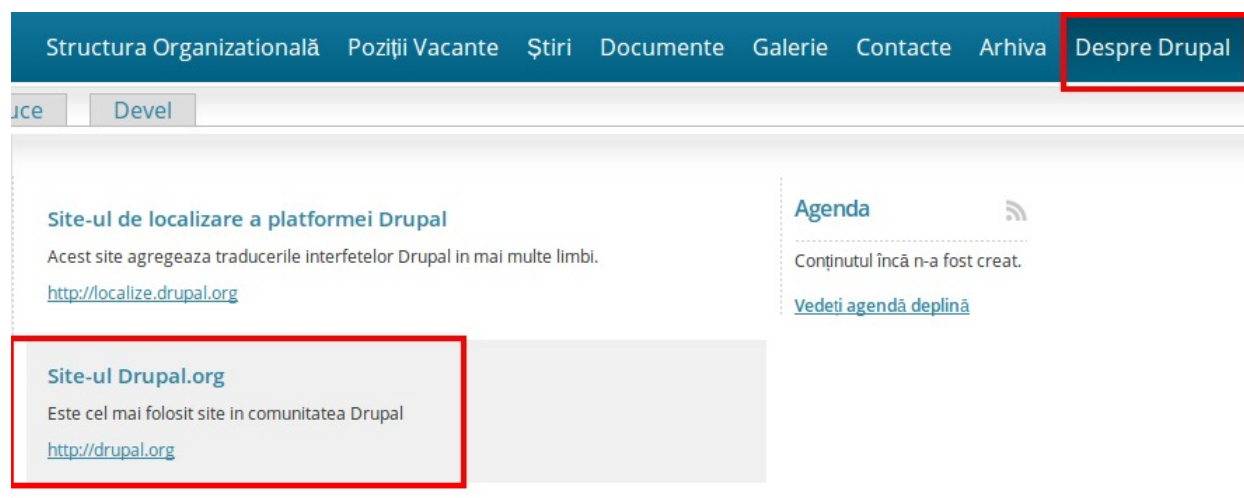 Structura Organizatională Poziții Vacante Știri Documente Galerie Contacte Arhiva Despre Drupal
Devel
Site-ul de localizare a platformei Drupal
Acest site agregeaza traducerile interfetelor Drupal in mai multe limbi.
http://localize.drupal.org
Agenda
Conținutul încă n-a fost creat.
Vedeți agendă deplină
Site-ul Drupal.org
Este cel mai folosit site in comunitatea Drupal
http://drupal.org